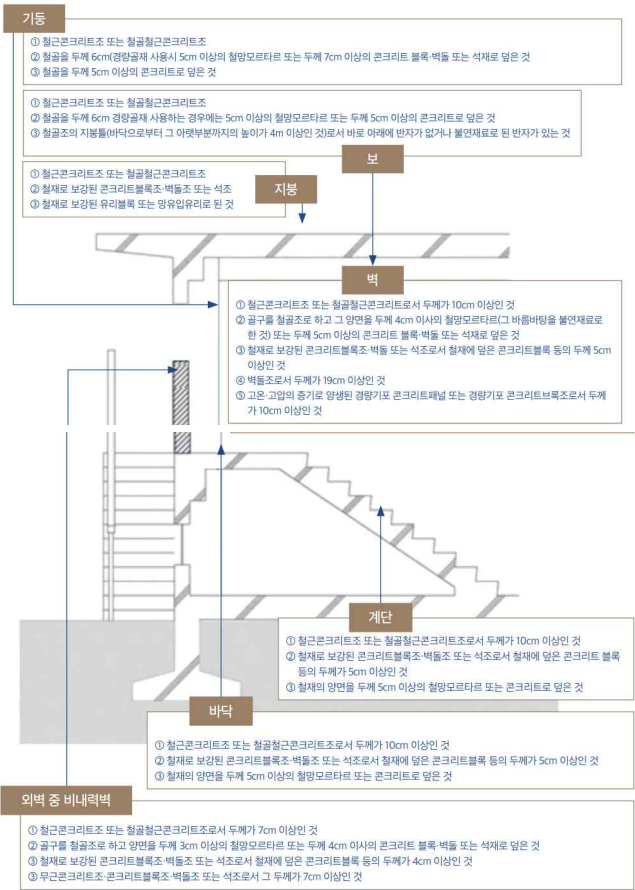 기둥
① 철근콘크리트조 또는 철골철근콘크리트조
② 철골을 두께 6cm(경량골재 사용시 5cm 이상의 철망모르타르 또는 두께 7cm 이상의 콘크리트 블록·벽돌 또는 석재로 덮은 것
③ 철골을 두께 5cm 이상의 콘크리트로 덮은 것
① 철근콘크리트조 또는 철골철근콘크리트조
② 철골을 두께 6cm 경량골재 사용하는 경우에는 5cm 이상의 철망모르타르 또는 두께 5cm 이상의 콘크리트로 덮은 것
③ 철골조의 지붕틀(바닥으로부터 그 아랫부분까지의 높이가 4m 이상인 것)로서 바로 아래에 반자가 없거나 불연재료로 된 반자가 있는 것
보
① 철근콘크리트조 또는 철골철근콘크리트조
② 철재로 보강된 콘크리트블록조·벽돌조 또는 석조
③ 철재로 보강된 유리블록 또는 망유입유리로 된 것
지붕
벽
① 철근콘크리트조 또는 철골철근콘크리트로서 두께가 10cm 이상인 것
② 골구를 철골조로 하고 그 양면을 두께 4cm 이사의 철망모르타르(그 바름바탕을 불연재료로
한 것) 또는 두께 5cm 이상의 콘크리트 블록·벽돌 또는 석재로 덮은 것
③ 철재로 보강된 콘크리트블록조·벽돌 또는 석조로서 철재에 덮은 콘크리트블록 등의 두께 5cm
이상인 것
④ 벽돌조로서 두께가 19cm 이상인 것
⑤ 고온·고압의 증기로 양생된 경량기포 콘크리트패널 또는 경량기포 콘크리트브록조로서 두께
가 10cm 이상인 것
계단
① 철근콘크리트조 또는 철골철근콘크리트조로서 두께가 10cm 이상인 것
② 철재로 보강된 콘크리트블록조·벽돌조 또는 석조로서 철재에 덮은 콘크리트 블록
등의 두께가 5cm 이상인 것
③ 철재의 양면을 두께 5cm 이상의 철망모르타르 또는 콘크리트로 덮은 것
바닥
① 철근콘크리트조 또는 철골철근콘크리트조로서 두께가 10cm 이상인 것
② 철재로 보강된 콘크리트블록조·벽돌조 또는 석조로서 철재에 덮은 콘크리트블록 등의 두께가 5cm 이상인 것
③ 철재의 양면을 두께 5cm 이상의 철망모르타르 또는 콘크리트로 덮은 것
외벽 중 비내력벽
① 철근콘크리트조 또는 철골철근콘크리트조로서 두께가 7cm 이상인 것
② 골구를 철골조로 하고 양면을 두께 3cm 이상의 철망모르타르 또는 두께 4cm 이사의 콘크리트 블록·벽돌 또는 석재로 덮은 것
③ 철재로 보강된 콘크리트블록조·벽돌조 또는 석조로서 철재에 덮은 콘크리트블록 등의 두께가 4cm 이상인 것
③ 무근콘크리트조·콘크리트블록조·벽돌조 또는 석조로서 그 두께가 7cm 이상인 것